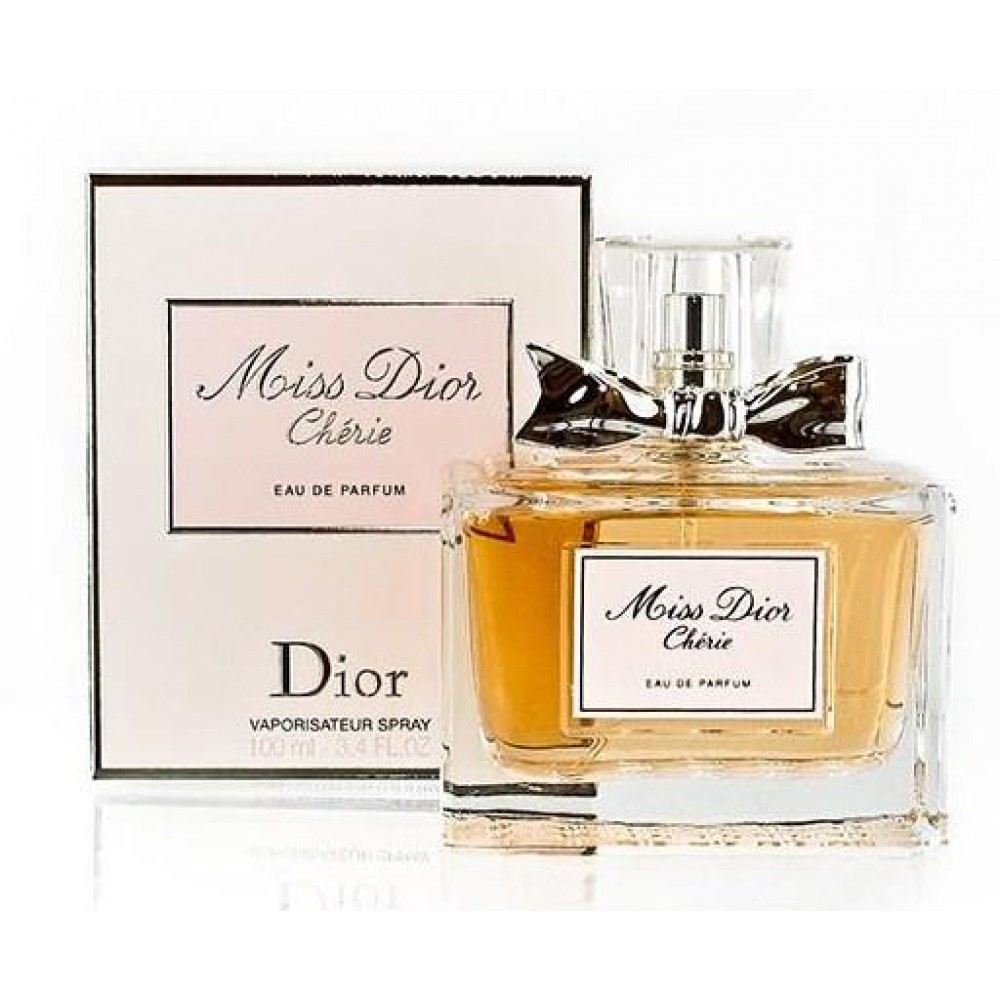 Miss Dior
Chérie
EAU DE PARFUM
Dior
VAPORISATEUR SPRAY
100 ml - 3.4 FL.OZ
Miss Dior
Chérie
EAU DE PARFUM
Dior